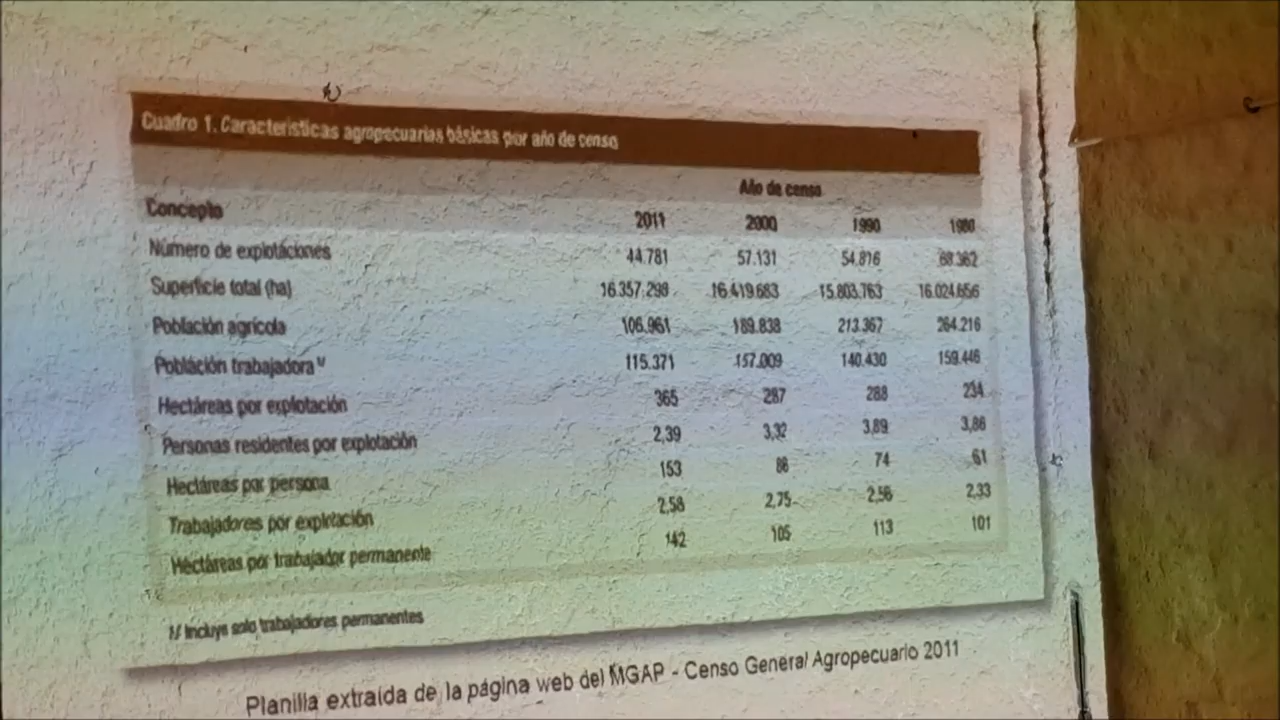 Cuadro 1. Características agropecuarias básicas por año de censo
Año de censo
Concepto 2011 2000 1990 1980
Número de explotaciones 44.781 57.131 54.816 68.362
Superficie total (ha) 16.357.298 16.419.683 15.803.763 16.024.656
Población agrícola 106.961 189.838 213.367 264.216
Población trabajadora 1/ 115.371 157.009 140.430 159.446
Hectáreas por explotación 365 287 288 234
Personas residentes por explotación 2,39 3,32 3,89 3,86
Hectáreas por persona 153 86 74 61
Trabajadores por explotación 2,58 2,75 2,56 2,33
Hectáreas por trabajador permanente 142 105 113 101
1/ Incluye solo trabajadores permanentes
Planilla extraída de la página web del MGAP - Censo General Agropecuario 2011